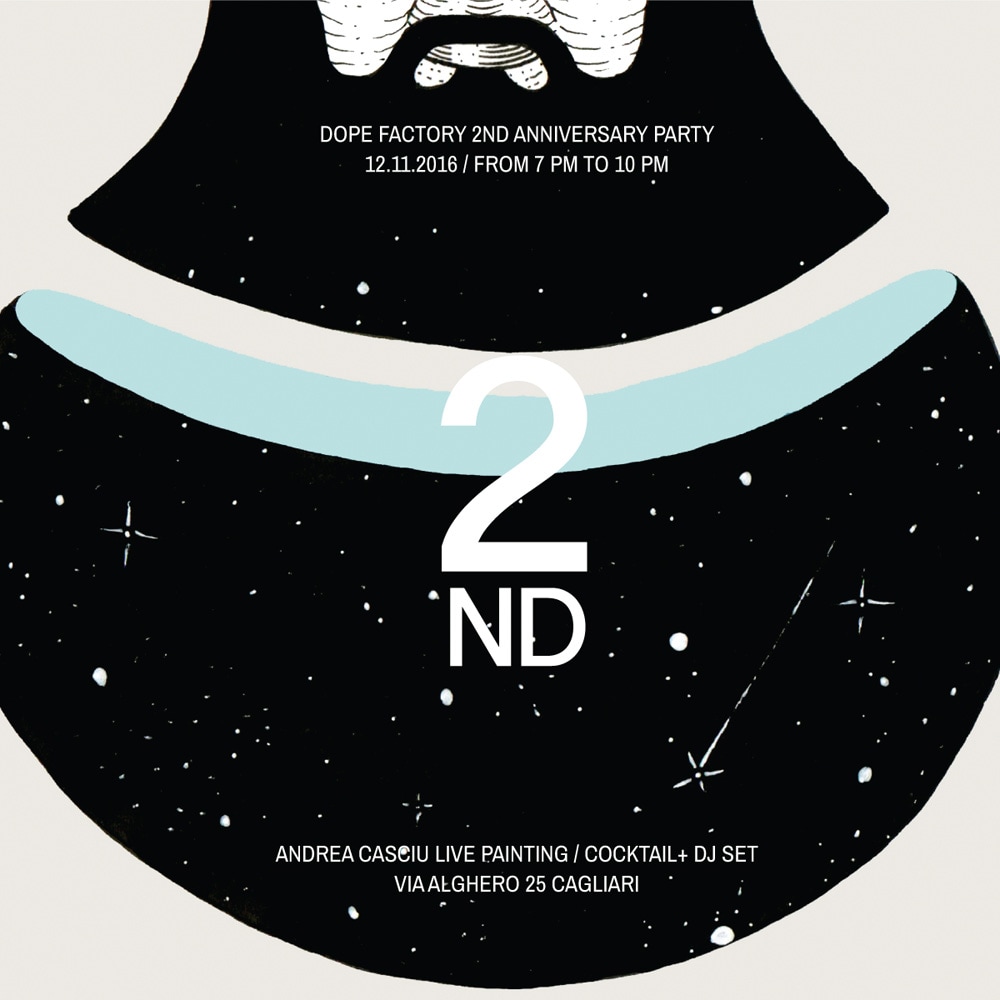 DOPE FACTORY 2ND ANNIVERSARY PARTY
12.11.2016 / FROM 7 PM TO 10 PM
2
ND
ANDREA CASCIU LIVE PAINTING / COCKTAIL+ DJ SET
VIA ALGHERO 25 CAGLIARI